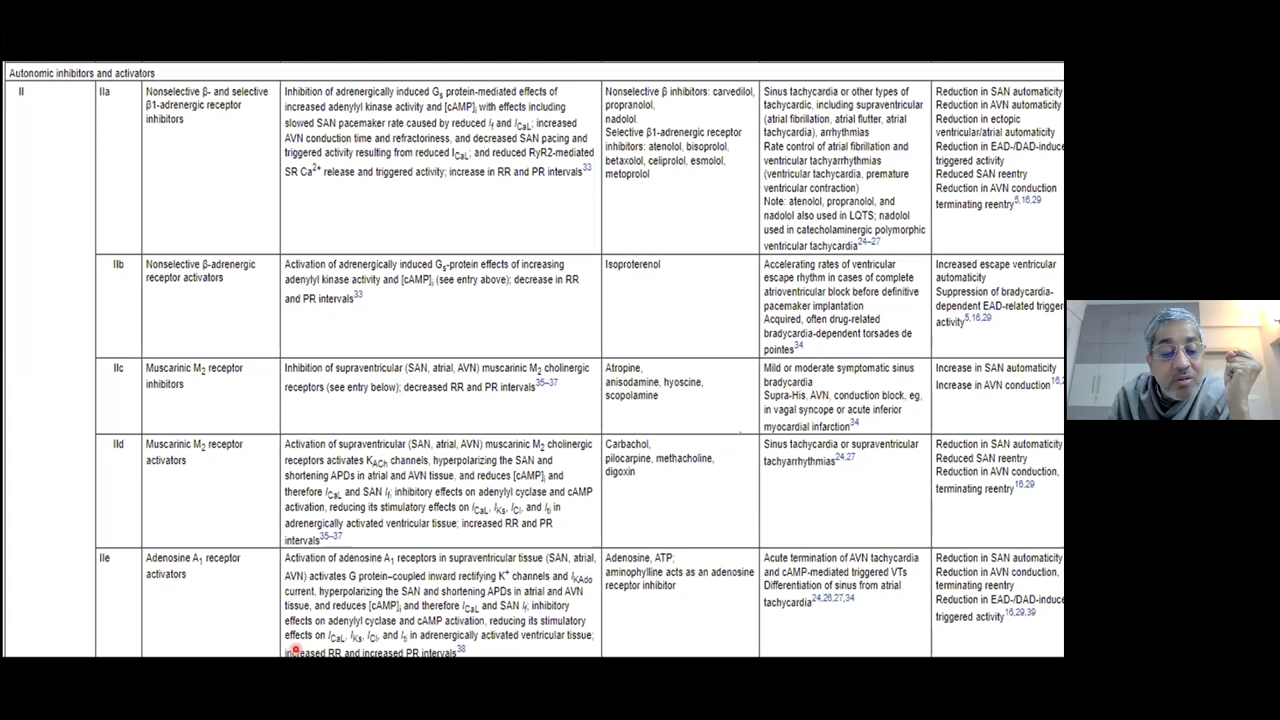 Autonomic inhibitors and activators
II
IIa
Nonselective β- and selective
β1-adrenergic receptor
inhibitors
Inhibition of adrenergically induced Gs protein-mediated effects of
increased adenylyl kinase activity and [cAMP]i with effects including
slowed SAN pacemaker rate caused by reduced If and ICaL; increased
AVN conduction time and refractoriness, and decreased SAN pacing and
triggered activity resulting from reduced ICaL; and reduced RyR2-mediated
SR Ca2+ release and triggered activity; increase in RR and PR intervals33
Nonselective β inhibitors: carvedilol,
propranolol,
nadolol.
Selective β1-adrenergic receptor
inhibitors: atenolol, bisoprolol,
betaxolol, celiprolol, esmolol,
metoprolol
Sinus tachycardia or other types of
tachycardic, including supraventricular
(atrial fibrillation, atrial flutter, atrial
tachycardia), arrhythmias
Rate control of atrial fibrillation and
ventricular tachyarrhythmias
(ventricular tachycardia, premature
ventricular contraction)
Note: atenolol, propranolol, and
nadolol also used in LQTS; nadolol
used in catecholaminergic polymorphic
ventricular tachycardia24–27
Reduction in SAN automaticity
Reduction in AVN automaticity
Reduction in ectopic
ventricular/atrial automaticity
Reduction in EAD-/DAD-induce
triggered activity
Reduced SAN reentry
Reduction in AVN conduction
terminating reentry5,16,29
IIb
Nonselective β-adrenergic
receptor activators
Activation of adrenergically induced Gs-protein effects of increasing
adenylyl kinase activity and [cAMP]i (see entry above); decrease in RR
and PR intervals33
Isoproterenol
Accelerating rates of ventricular
escape rhythm in cases of complete
atrioventricular block before definitive
pacemaker implantation
Acquired, often drug-related
bradycardia-dependent torsades de
pointes34
Increased escape ventricular
automaticity
Suppression of bradycardia-
dependent EAD-related trigger
activity5,16,29
IIc
Muscarinic M2 receptor
inhibitors
Inhibition of supraventricular (SAN, atrial, AVN) muscarinic M2 cholinergic
receptors (see entry below); decreased RR and PR intervals35–37
Atropine,
anisodamine, hyoscine,
scopolamine
Mild or moderate symptomatic sinus
bradycardia
Supra-His, AVN, conduction block, eg,
in vagal syncope or acute inferior
myocardial infarction34
Increase in SAN automaticity
Increase in AVN conduction16,2
IId
Muscarinic M2 receptor
activators
Activation of supraventricular (SAN, atrial, AVN) muscarinic M2 cholinergic
receptors activates KACh channels, hyperpolarizing the SAN and
shortening APDs in atrial and AVN tissue, and reduces [cAMP]i and
therefore ICaL and SAN If; inhibitory effects on adenylyl cyclase and cAMP
activation, reducing its stimulatory effects on ICaL, IKs, ICl, and Iti in
adrenergically activated ventricular tissue; increased RR and PR
intervals35–37
Carbachol,
pilocarpine, methacholine,
digoxin
Sinus tachycardia or supraventricular
tachyarrhythmias24,27
Reduction in SAN automaticity
Reduced SAN reentry
Reduction in AVN conduction,
terminating reentry16,29
IIe
Adenosine A1 receptor
activators
Activation of adenosine A1 receptors in supraventricular tissue (SAN, atrial,
AVN) activates G protein–coupled inward rectifying K+ channels and IKAdo
current, hyperpolarizing the SAN and shortening APDs in atrial and AVN
tissue, and reduces [cAMP]i and therefore ICaL and SAN If; inhibitory
effects on adenylyl cyclase and cAMP activation, reducing its stimulatory
effects on ICaL, IKs, ICl, and Iti in adrenergically activated ventricular tissue;
increased RR and increased PR intervals38
Adenosine, ATP;
aminophylline acts as an adenosine
receptor inhibitor
Acute termination of AVN tachycardia
and cAMP-mediated triggered VTs
Differentiation of sinus from atrial
tachycardia24,26,27,34
Reduction in SAN automaticity
Reduction in AVN conduction,
terminating reentry
Reduction in EAD-/DAD-induce
triggered activity16,29,39